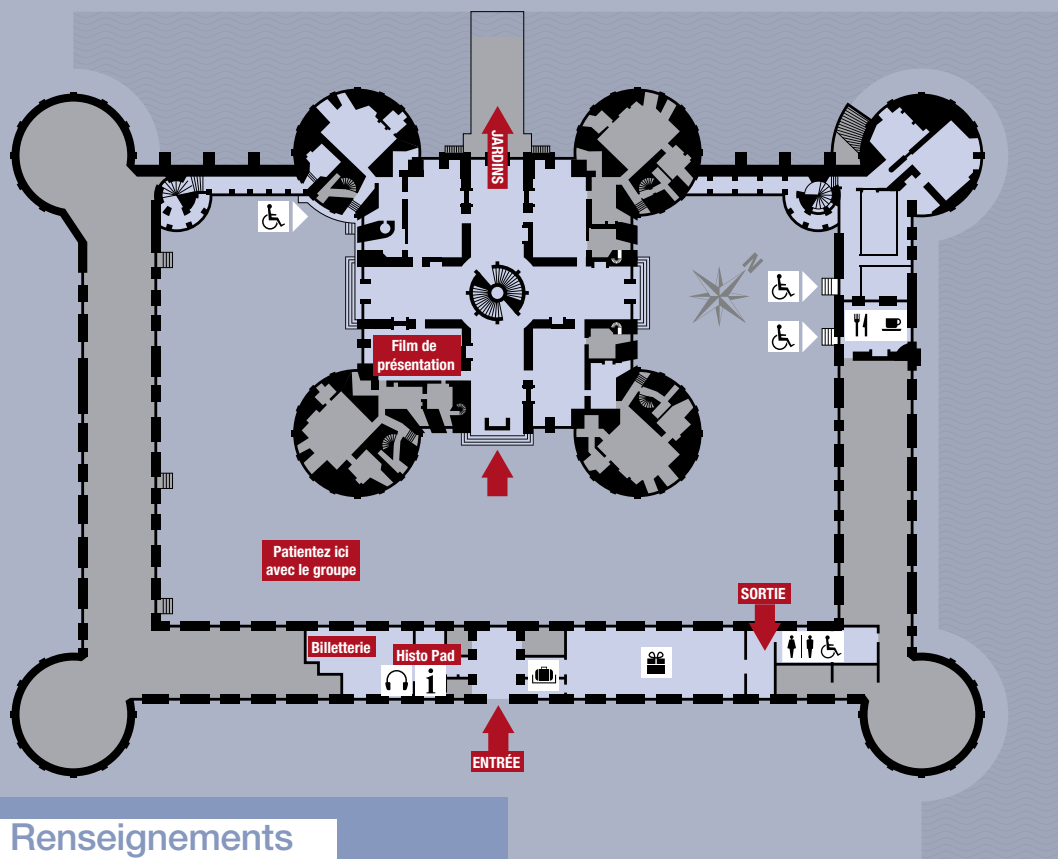 JARDINS
N
Film de
présentation
Patientez ici
avec le groupe
SORTIE
Billetterie
Histo Pad
i
ENTRÉE
Renseignements